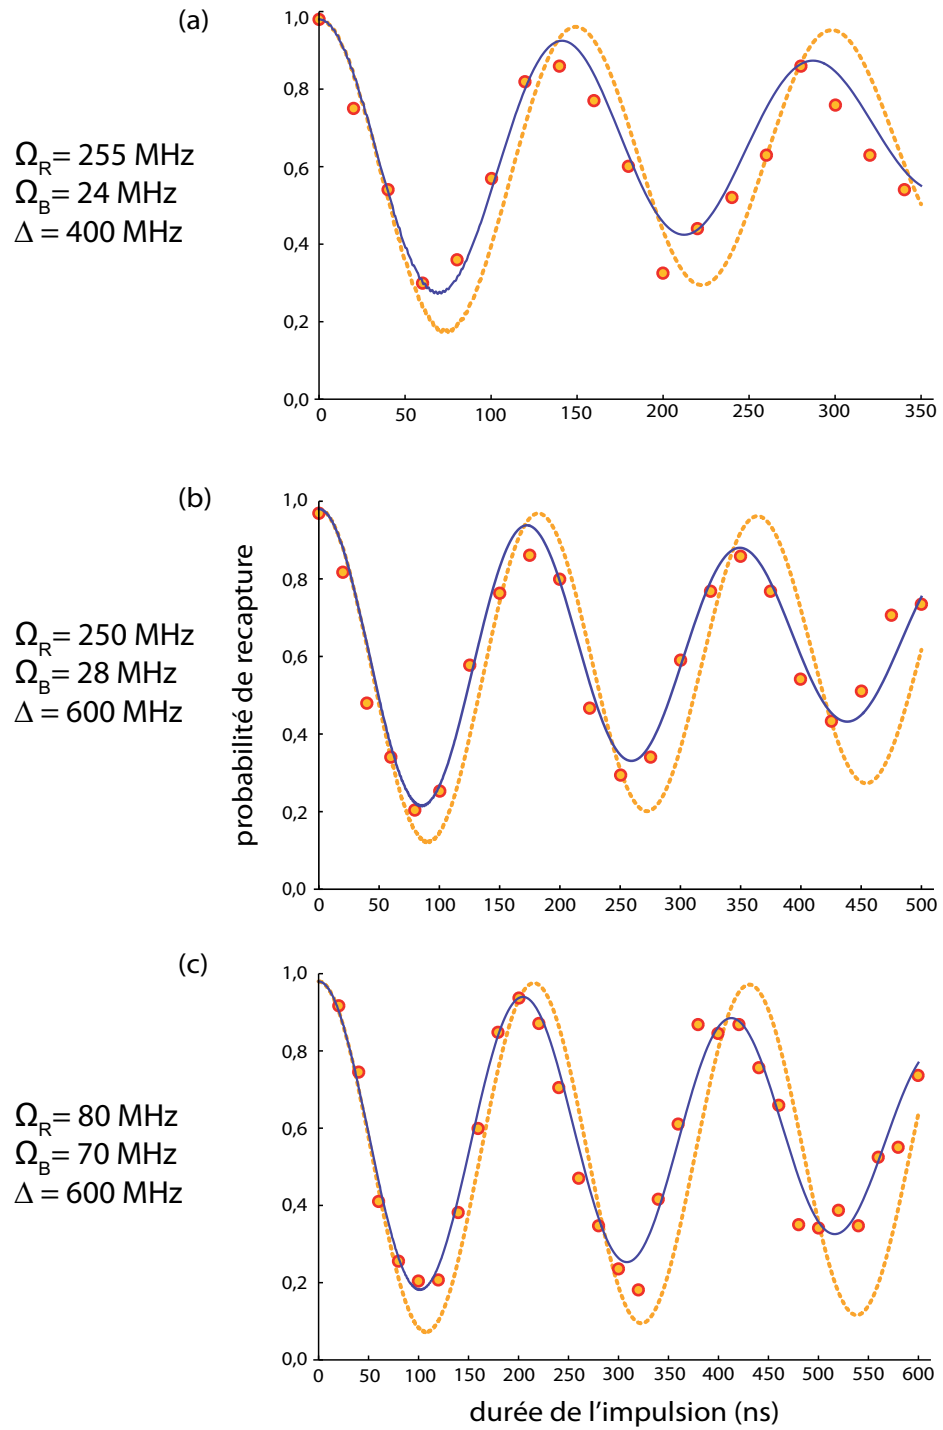 (a)
Ω_R = 255 MHz
Ω_B = 24 MHz
Δ = 400 MHz
1,0
0,8
0,6
0,4
0,2
0,0
0 50 100 150 200 250 300 350
(b)
Ω_R = 250 MHz
Ω_B = 28 MHz
Δ = 600 MHz
probabilité de recapture
1,0
0,8
0,6
0,4
0,2
0,0
0 50 100 150 200 250 300 350 400 450 500
(c)
Ω_R = 80 MHz
Ω_B = 70 MHz
Δ = 600 MHz
1,0
0,8
0,6
0,4
0,2
0,0
0 50 100 150 200 250 300 350 400 450 500 550 600
durée de l'impulsion (ns)